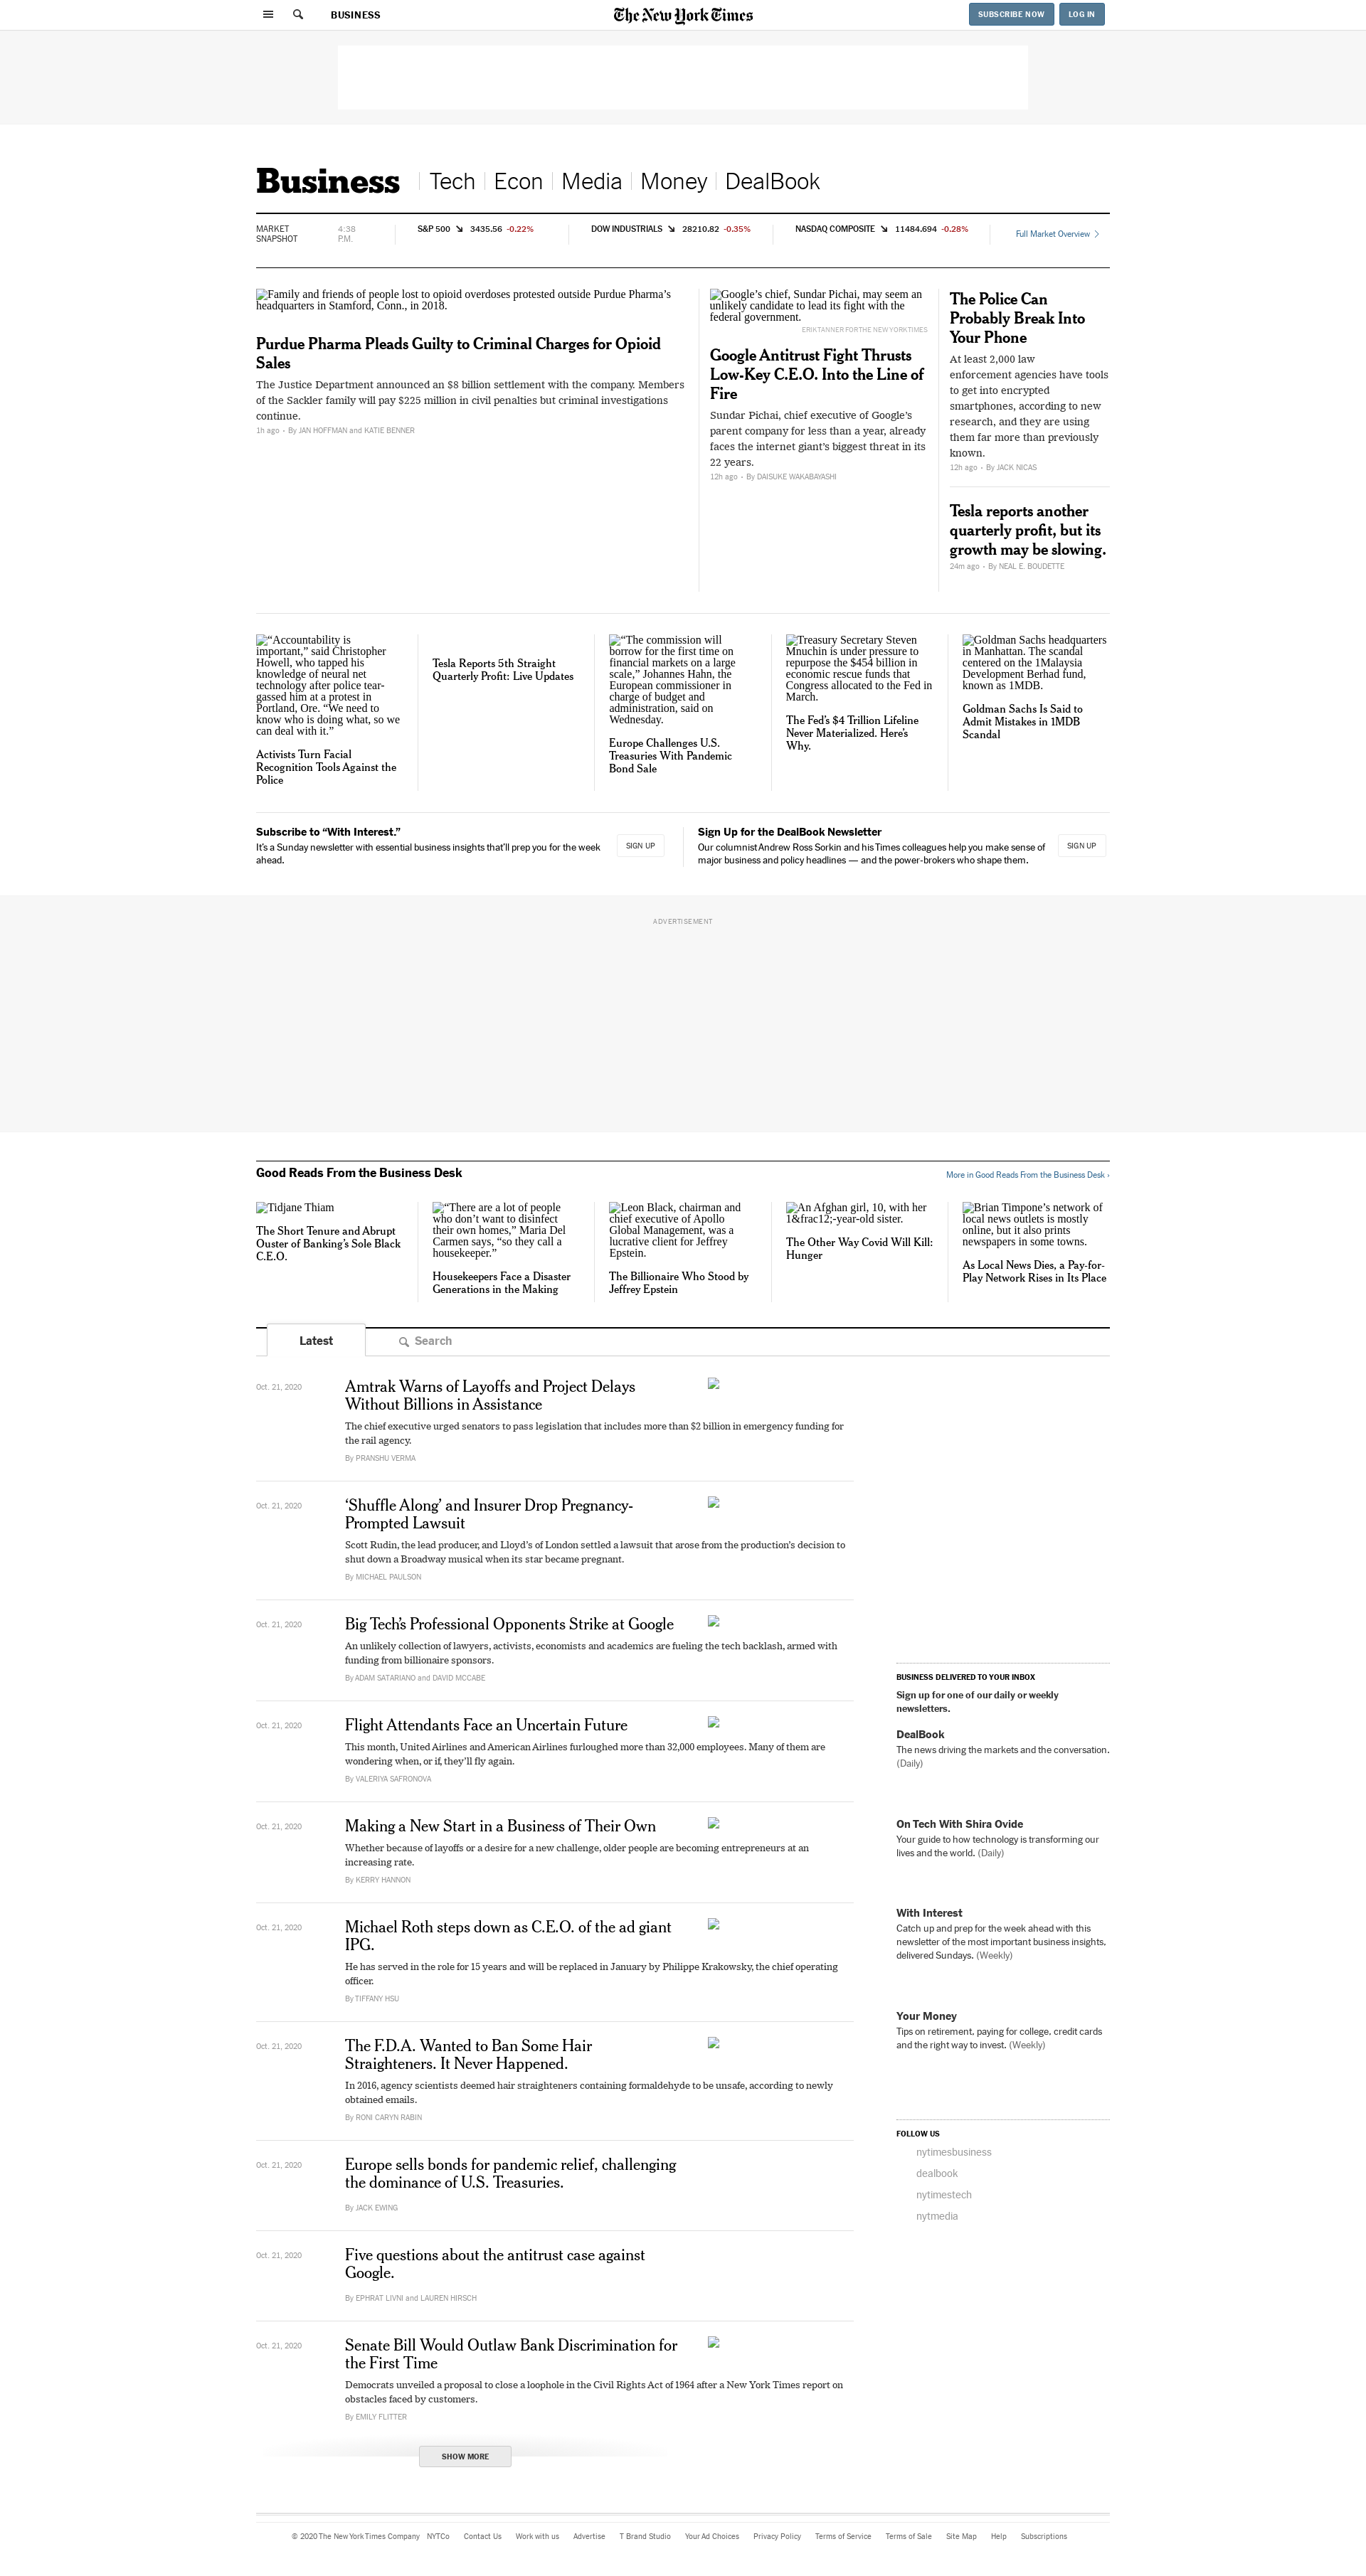 BUSINESS
The New York Times
SUBSCRIBE NOW
LOG IN
Business
Tech
Econ
Media
Money
DealBook
MARKET
SNAPSHOT
4:38
P.M.
S&P 500 3435.56 -0.22%
DOW INDUSTRIALS 28210.82 -0.35%
NASDAQ COMPOSITE 11484.694 -0.28%
Full Market Overview
Family and friends of people lost to opioid overdoses protested outside Purdue Pharma’s
headquarters in Stamford, Conn., in 2018.
Purdue Pharma Pleads Guilty to Criminal Charges for Opioid
Sales
The Justice Department announced an $8 billion settlement with the company. Members
of the Sackler family will pay $225 million in civil penalties but criminal investigations
continue.
1h ago • By JAN HOFFMAN and KATIE BENNER
Google’s chief, Sundar Pichai, may seem an
unlikely candidate to lead its fight with the
federal government.
ERIK TANNER FOR THE NEW YORK TIMES
Google Antitrust Fight Thrusts
Low-Key C.E.O. Into the Line of
Fire
Sundar Pichai, chief executive of Google’s
parent company for less than a year, already
faces the internet giant’s biggest threat in its
22 years.
12h ago • By DAISUKE WAKABAYASHI
The Police Can
Probably Break Into
Your Phone
At least 2,000 law
enforcement agencies have tools
to get into encrypted
smartphones, according to new
research, and they are using
them far more than previously
known.
12h ago • By JACK NICAS
Tesla reports another
quarterly profit, but its
growth may be slowing.
24m ago • By NEAL E. BOUDETTE
“Accountability is
important,” said Christopher
Howell, who tapped his
knowledge of neural net
technology after police tear-
gassed him at a protest in
Portland, Ore. “We need to
know who is doing what, so we
can deal with it.”
Activists Turn Facial
Recognition Tools Against the
Police
Tesla Reports 5th Straight
Quarterly Profit: Live Updates
“The commission will
borrow for the first time on
financial markets on a large
scale,” Johannes Hahn, the
European commissioner in
charge of budget and
administration, said on
Wednesday.
Europe Challenges U.S.
Treasuries With Pandemic
Bond Sale
Treasury Secretary Steven
Mnuchin is under pressure to
repurpose the $454 billion in
economic rescue funds that
Congress allocated to the Fed in
March.
The Fed’s $4 Trillion Lifeline
Never Materialized. Here’s
Why.
Goldman Sachs headquarters
in Manhattan. The scandal
centered on the 1Malaysia
Development Berhad fund,
known as 1MDB.
Goldman Sachs Is Said to
Admit Mistakes in 1MDB
Scandal
Subscribe to “With Interest.”
It’s a Sunday newsletter with essential business insights that’ll prep you for the week
ahead.
SIGN UP
Sign Up for the DealBook Newsletter
Our columnist Andrew Ross Sorkin and his Times colleagues help you make sense of
major business and policy headlines — and the power-brokers who shape them.
SIGN UP
ADVERTISEMENT
Good Reads From the Business Desk
More in Good Reads From the Business Desk ›
Tidjane Thiam
The Short Tenure and Abrupt
Ouster of Banking’s Sole Black
C.E.O.
“There are a lot of people
who don’t want to disinfect
their own homes,” Maria Del
Carmen says, “so they call a
housekeeper.”
Housekeepers Face a Disaster
Generations in the Making
Leon Black, chairman and
chief executive of Apollo
Global Management, was a
lucrative client for Jeffrey
Epstein.
The Billionaire Who Stood by
Jeffrey Epstein
An Afghan girl, 10, with her
1&frac12;-year-old sister.
The Other Way Covid Will Kill:
Hunger
Brian Timpone’s network of
local news outlets is mostly
online, but it also prints
newspapers in some towns.
As Local News Dies, a Pay-for-
Play Network Rises in Its Place
Latest
Search
Oct. 21, 2020
Amtrak Warns of Layoffs and Project Delays
Without Billions in Assistance
The chief executive urged senators to pass legislation that includes more than $2 billion in emergency funding for
the rail agency.
By PRANSHU VERMA
Oct. 21, 2020
‘Shuffle Along’ and Insurer Drop Pregnancy-
Prompted Lawsuit
Scott Rudin, the lead producer, and Lloyd’s of London settled a lawsuit that arose from the production’s decision to
shut down a Broadway musical when its star became pregnant.
By MICHAEL PAULSON
Oct. 21, 2020
Big Tech’s Professional Opponents Strike at Google
An unlikely collection of lawyers, activists, economists and academics are fueling the tech backlash, armed with
funding from billionaire sponsors.
By ADAM SATARIANO and DAVID MCCABE
Oct. 21, 2020
Flight Attendants Face an Uncertain Future
This month, United Airlines and American Airlines furloughed more than 32,000 employees. Many of them are
wondering when, or if, they’ll fly again.
By VALERIYA SAFRONOVA
Oct. 21, 2020
Making a New Start in a Business of Their Own
Whether because of layoffs or a desire for a new challenge, older people are becoming entrepreneurs at an
increasing rate.
By KERRY HANNON
Oct. 21, 2020
Michael Roth steps down as C.E.O. of the ad giant
IPG.
He has served in the role for 15 years and will be replaced in January by Philippe Krakowsky, the chief operating
officer.
By TIFFANY HSU
Oct. 21, 2020
The F.D.A. Wanted to Ban Some Hair
Straighteners. It Never Happened.
In 2016, agency scientists deemed hair straighteners containing formaldehyde to be unsafe, according to newly
obtained emails.
By RONI CARYN RABIN
Oct. 21, 2020
Europe sells bonds for pandemic relief, challenging
the dominance of U.S. Treasuries.
By JACK EWING
Oct. 21, 2020
Five questions about the antitrust case against
Google.
By EPHRAT LIVNI and LAUREN HIRSCH
Oct. 21, 2020
Senate Bill Would Outlaw Bank Discrimination for
the First Time
Democrats unveiled a proposal to close a loophole in the Civil Rights Act of 1964 after a New York Times report on
obstacles faced by customers.
By EMILY FLITTER
SHOW MORE
BUSINESS DELIVERED TO YOUR INBOX
Sign up for one of our daily or weekly
newsletters.
DealBook
The news driving the markets and the conversation.
(Daily)
On Tech With Shira Ovide
Your guide to how technology is transforming our
lives and the world. (Daily)
With Interest
Catch up and prep for the week ahead with this
newsletter of the most important business insights,
delivered Sundays. (Weekly)
Your Money
Tips on retirement, paying for college, credit cards
and the right way to invest. (Weekly)
FOLLOW US
nytimesbusiness
dealbook
nytimestech
nytmedia
© 2020 The New York Times Company NYTCo Contact Us Work with us Advertise T Brand Studio Your Ad Choices Privacy Policy Terms of Service Terms of Sale Site Map Help Subscriptions